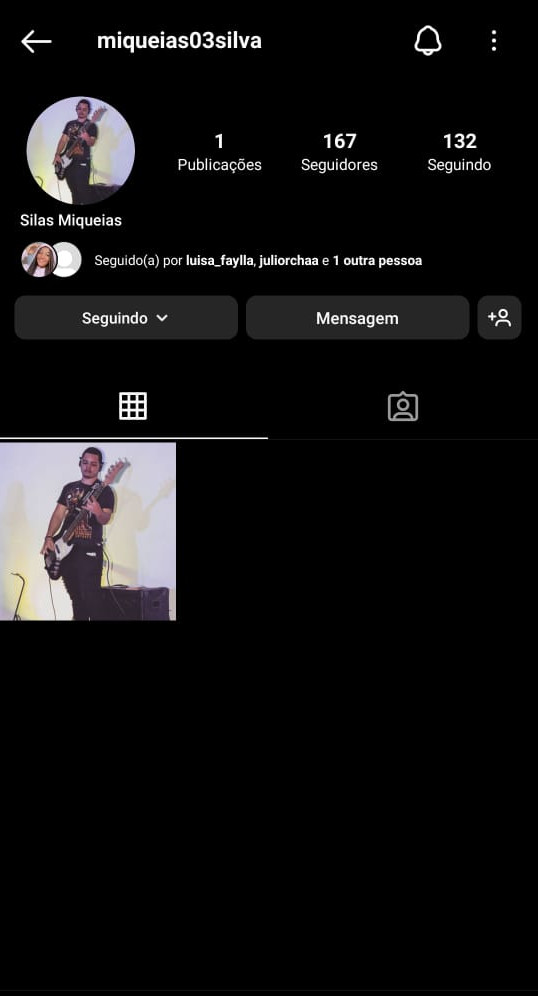 miqueias03silva
1 167 132
Publicações Seguidores Seguindo
Silas Miqueias
Seguido(a) por luisa_faylla, juliorchaa e 1 outra pessoa
Seguindo Mensagem